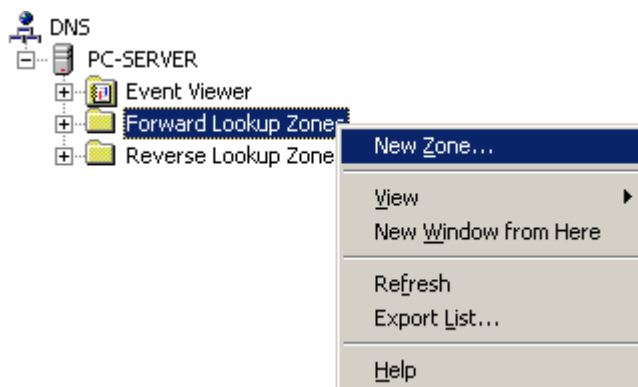 DNS
PC-SERVER
Event Viewer
Forward Lookup Zones
Reverse Lookup Zone
New Zone...
View
New Window from Here
Refresh
Export List...
Help